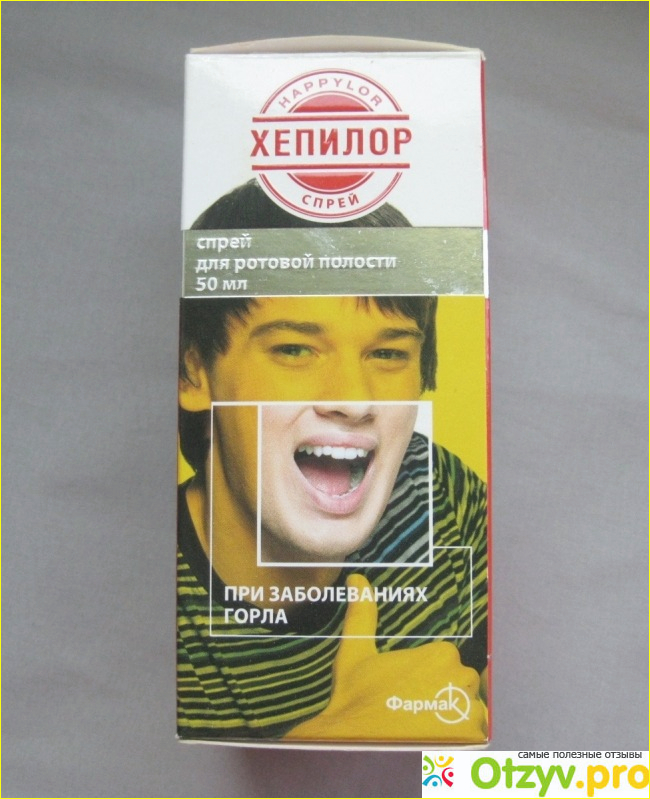 HAPPYLOR
ХЕПИЛОР
СПРЕЙ
спрей
для ротовой полости
50 мл
ПРИ ЗАБОЛЕВАНИЯХ
ГОРЛА
Фармак
самые полезные отзывы
Otzyv.pro